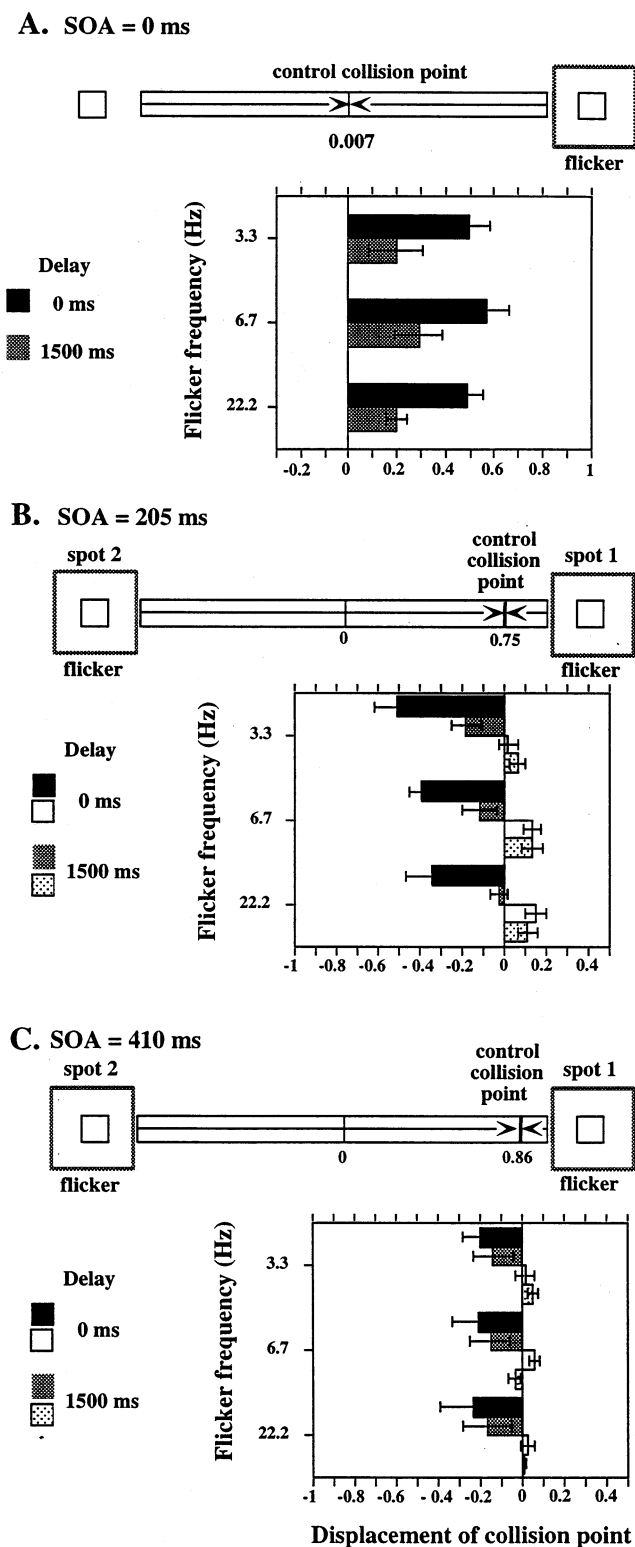 A. SOA = 0 ms
control collision point
0.007
flicker
Flicker frequency (Hz)
Delay
0 ms
1500 ms
3.3
6.7
22.2
-0.2 0 0.2 0.4 0.6 0.8 1
B. SOA = 205 ms
spot 2
control
collision
point
spot 1
0
0.75
flicker
flicker
Flicker frequency (Hz)
Delay
0 ms
1500 ms
3.3
6.7
22.2
-1 -0.8 -0.6 - 0.4 -0.2 0 0.2 0.4
C. SOA = 410 ms
spot 2
control
collision
point
spot 1
0
0.86
flicker
flicker
Flicker frequency (Hz)
Delay
0 ms
1500 ms
3.3
6.7
22.2
-1 - 0.8 -0.6 - 0.4 -0.2 0 0.2 0.4
Displacement of collision point